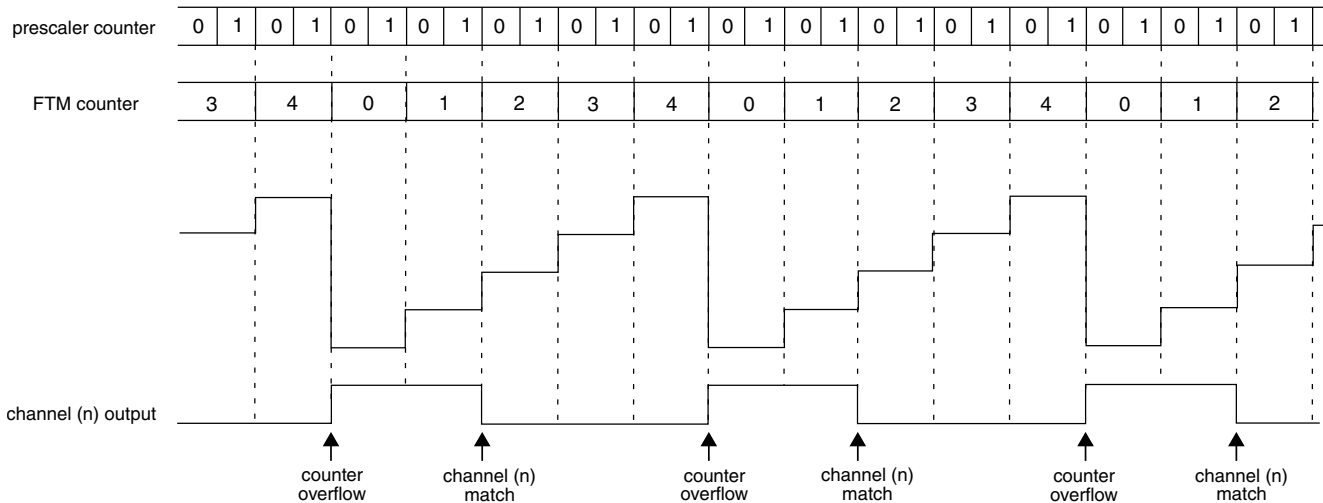 prescaler counter 0 1 0 1 0 1 0 1 0 1 0 1 0 1 0 1 0 1 0 1 0 1 0 1 0 1 0 1 0 1
FTM counter 3 4 0 1 2 3 4 0 1 2 3 4 0 1 2
channel (n) output
counter overflow
channel (n) match
counter overflow
channel (n) match
counter overflow
channel (n) match